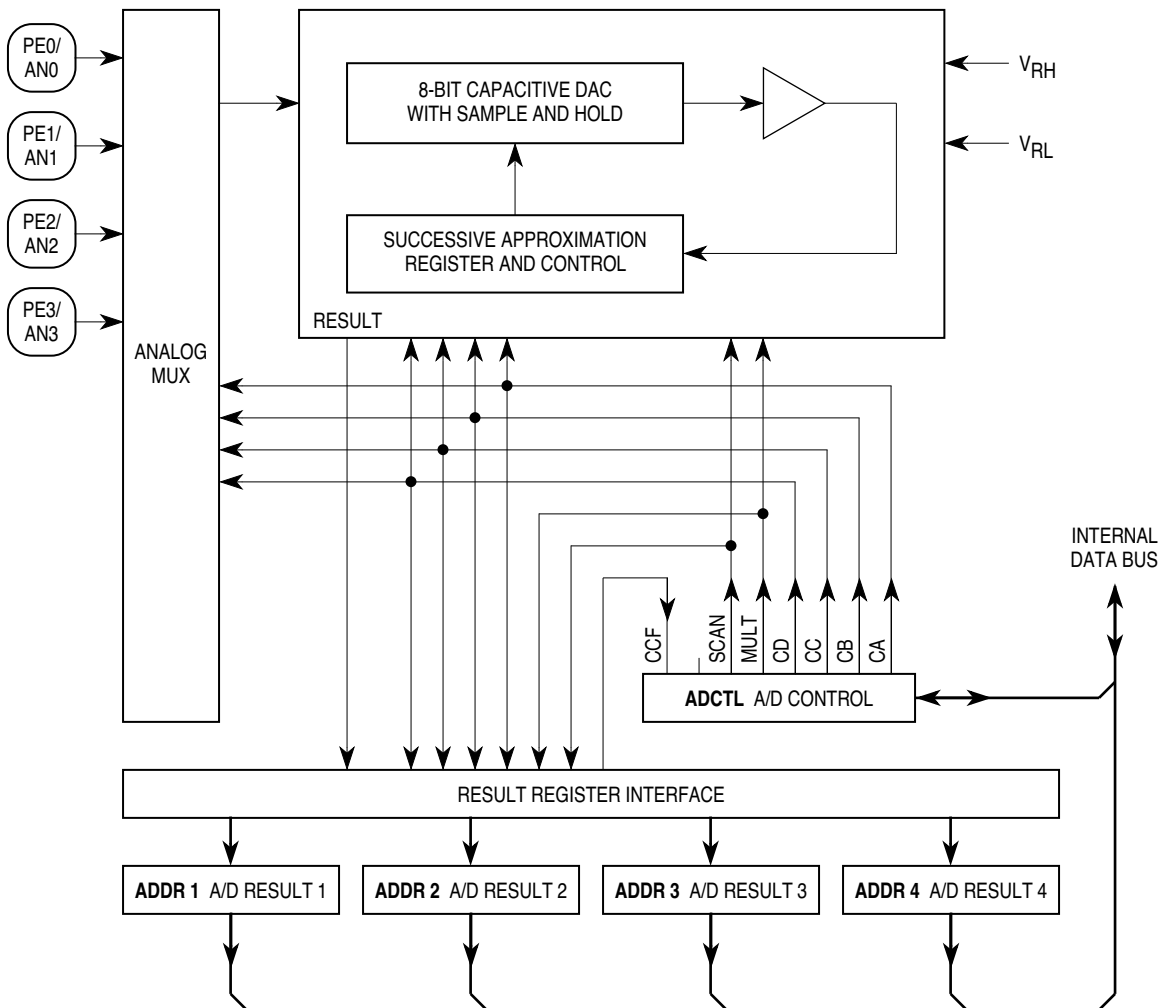 PE0/
AN0
PE1/
AN1
PE2/
AN2
PE3/
AN3
ANALOG
MUX
8-BIT CAPACITIVE DAC
WITH SAMPLE AND HOLD
SUCCESSIVE APPROXIMATION
REGISTER AND CONTROL
RESULT
VRH
VRL
INTERNAL
DATA BUS
CCF
SCAN
MULT
CD
CC
CB
CA
ADCTL A/D CONTROL
RESULT REGISTER INTERFACE
ADDR 1 A/D RESULT 1
ADDR 2 A/D RESULT 2
ADDR 3 A/D RESULT 3
ADDR 4 A/D RESULT 4